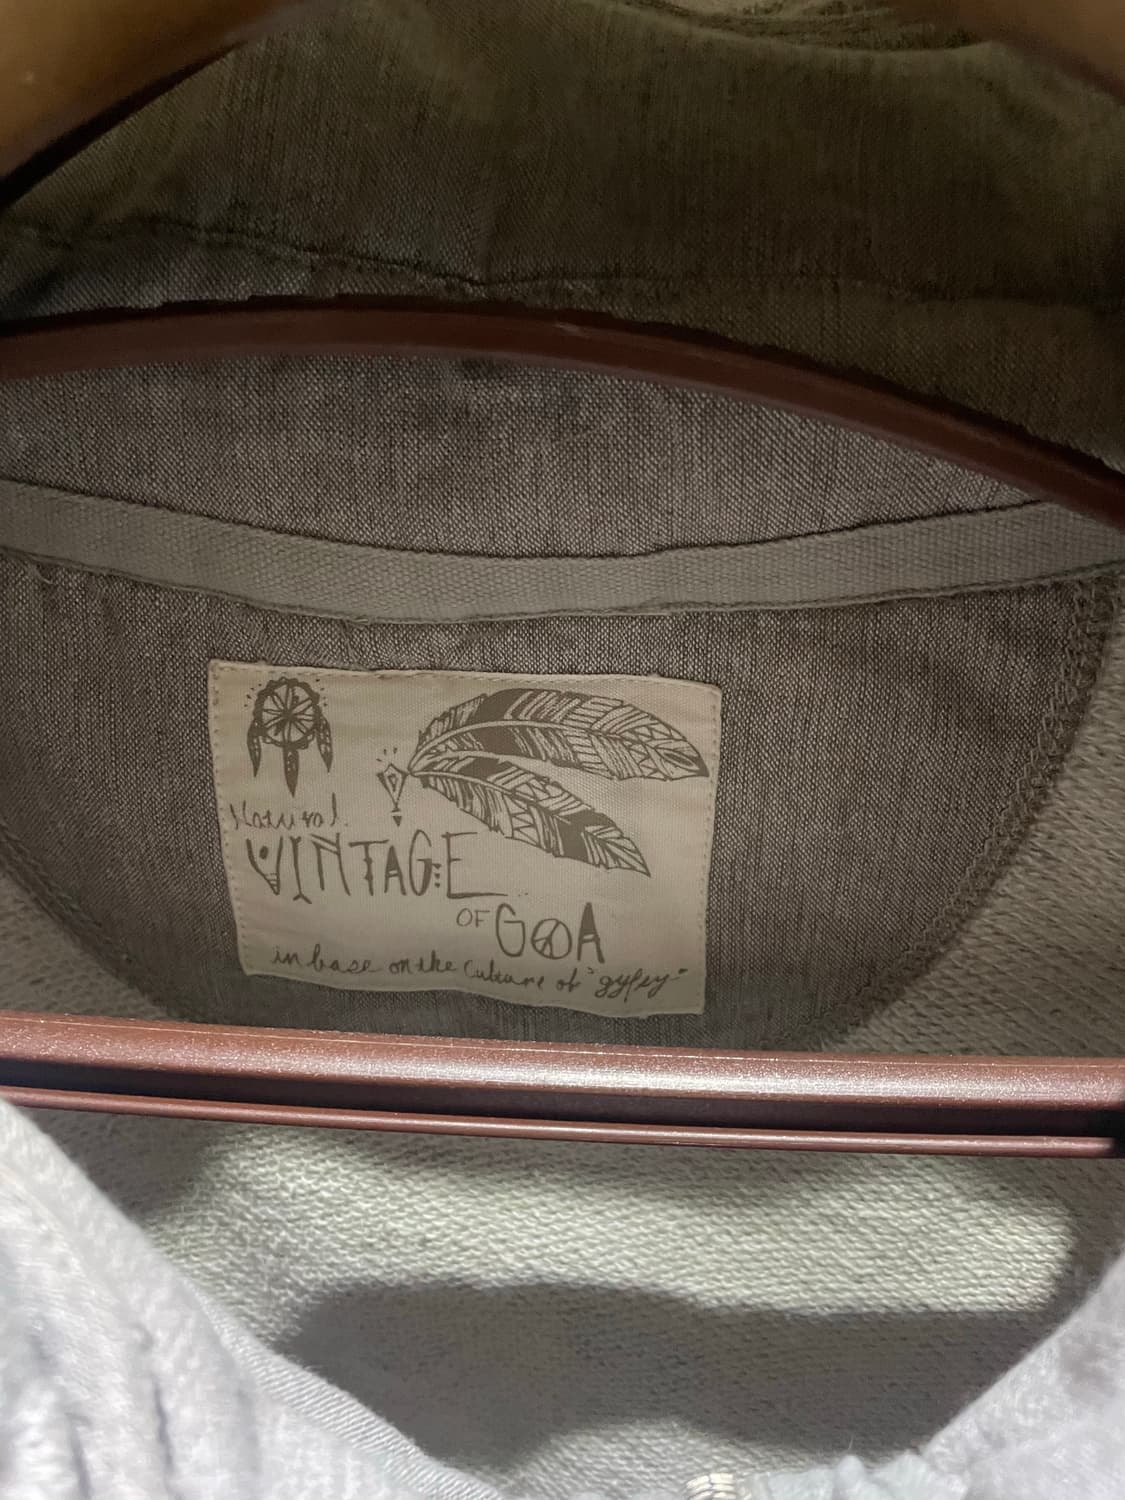 Natural
VINTAGE
OF GOA
in base on the Culture of "gypsy"